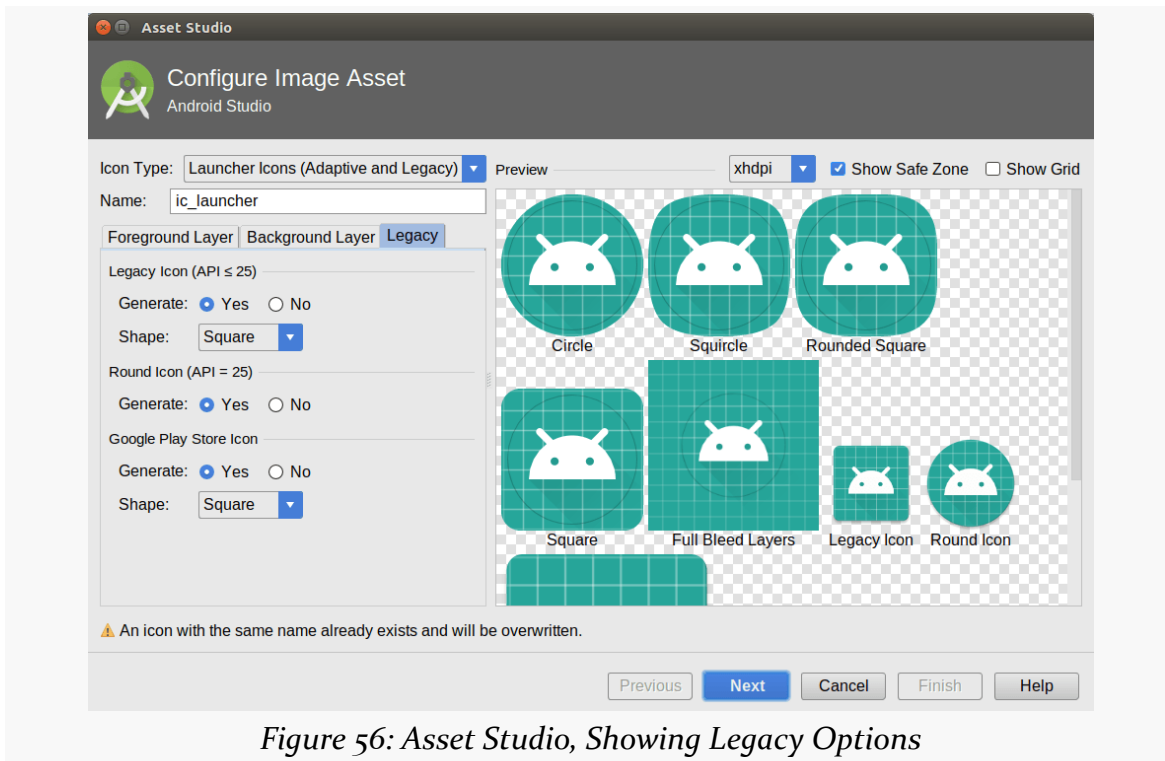 Asset Studio
Configure Image Asset
Android Studio
Icon Type: Launcher Icons (Adaptive and Legacy)
Preview xhdpi Show Safe Zone Show Grid
Name: ic_launcher
Foreground Layer Background Layer Legacy
Legacy Icon (API ≤ 25)
Generate: Yes No
Shape: Square
Round Icon (API = 25)
Generate: Yes No
Google Play Store Icon
Generate: Yes No
Shape: Square
Circle Squircle Rounded Square
Square Full Bleed Layers Legacy Icon Round Icon
An icon with the same name already exists and will be overwritten.
Previous Next Cancel Finish Help
Figure 56: Asset Studio, Showing Legacy Options